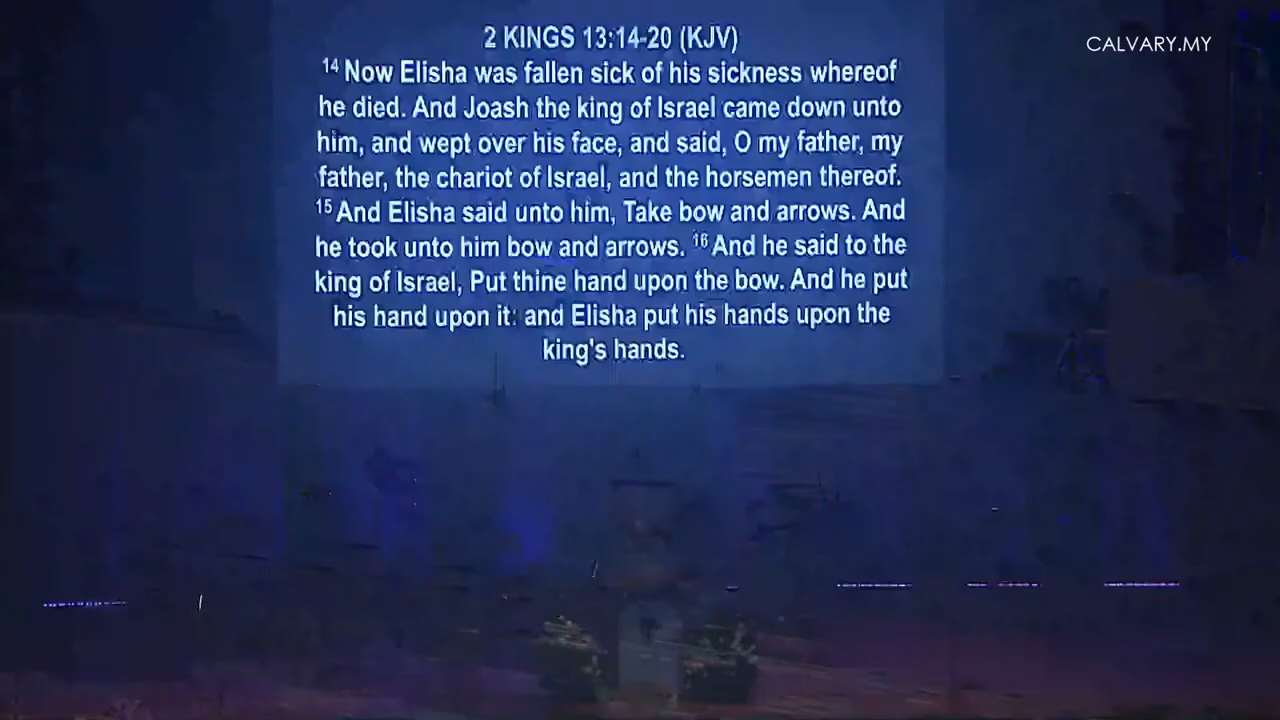 CALVARY.MY
2 KINGS 13:14-20 (KJV)
14 Now Elisha was fallen sick of his sickness whereof
he died. And Joash the king of Israel came down unto
him, and wept over his face, and said, O my father, my
father, the chariot of Israel, and the horsemen thereof.
15 And Elisha said unto him, Take bow and arrows. And
he took unto him bow and arrows. 16 And he said to the
king of Israel, Put thine hand upon the bow. And he put
his hand upon it: and Elisha put his hands upon the
king's hands.